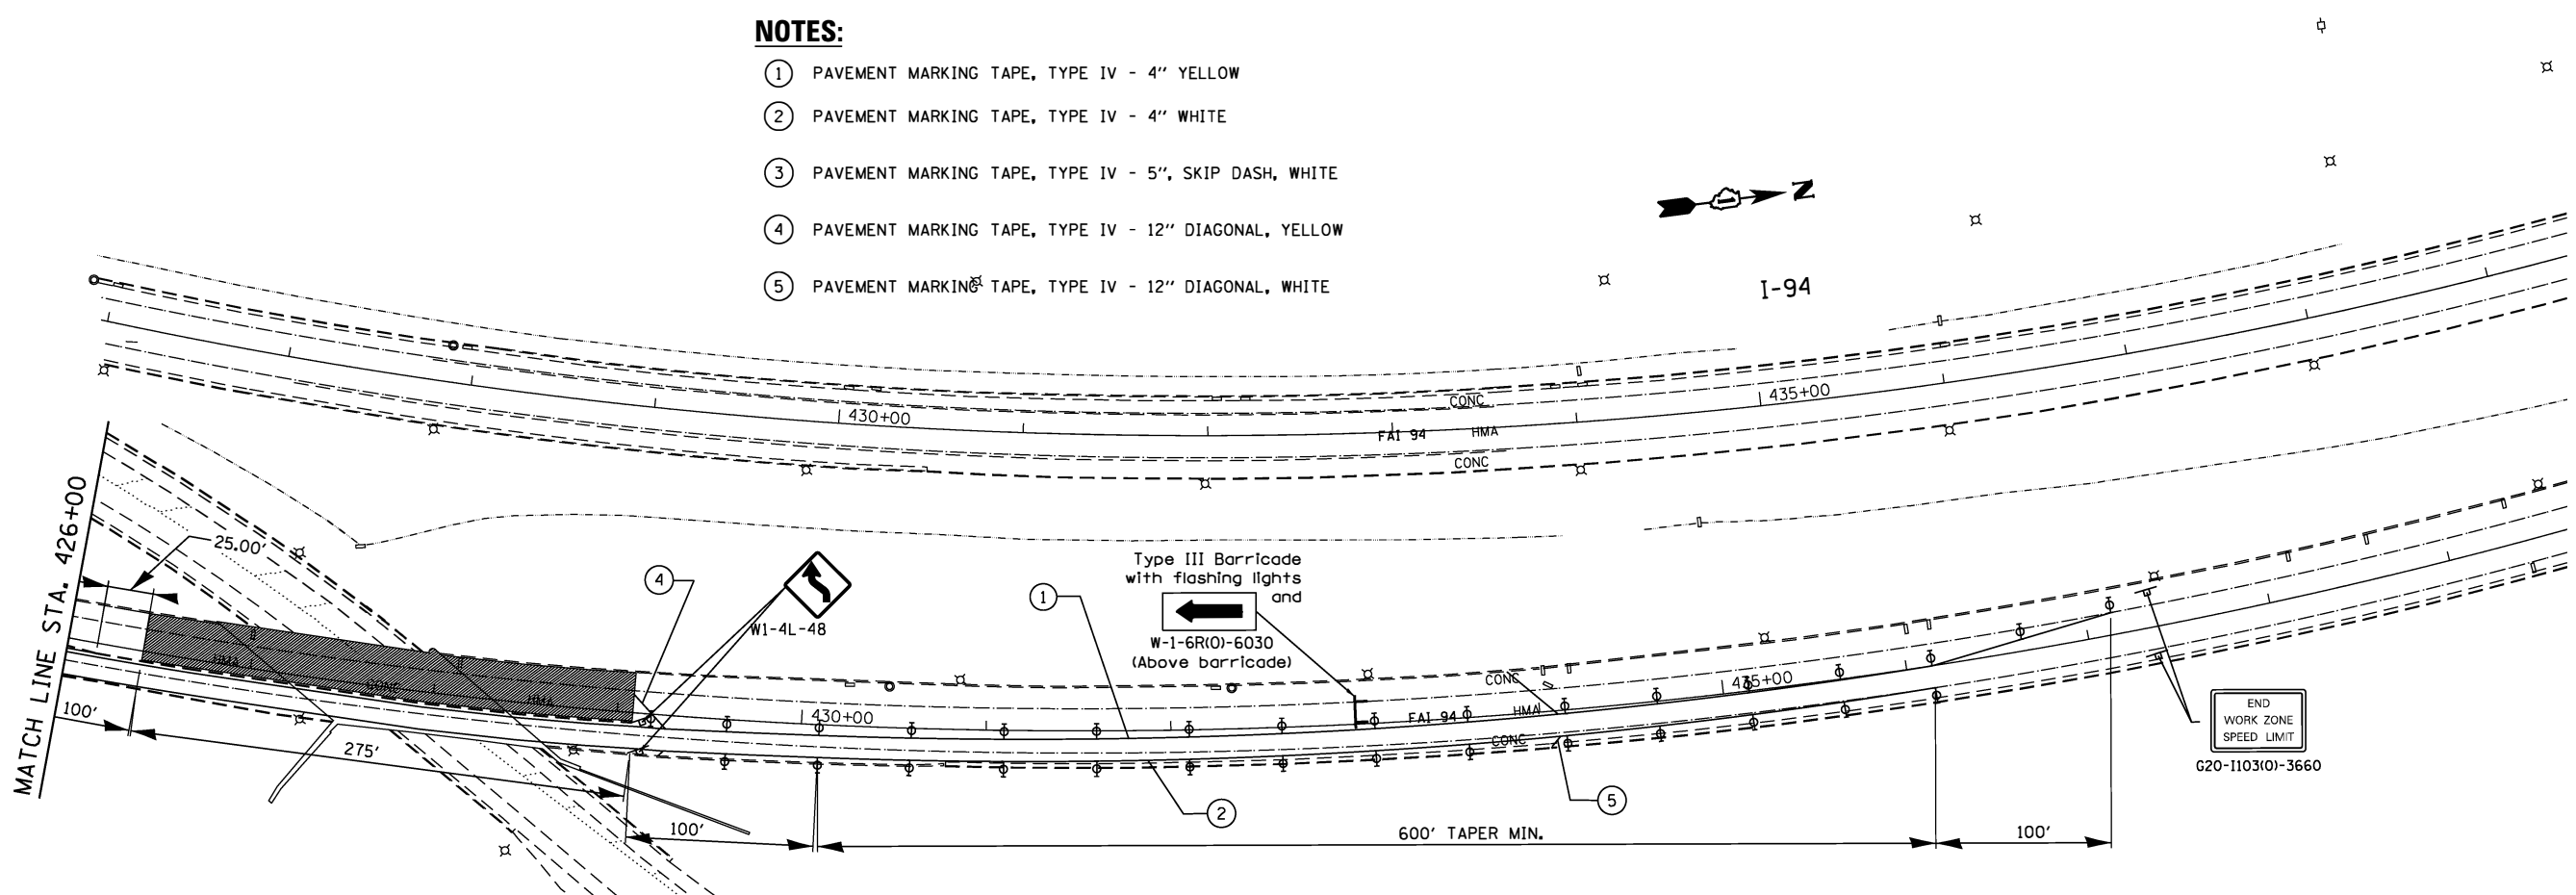 NOTES:
1 PAVEMENT MARKING TAPE, TYPE IV - 4" YELLOW
2 PAVEMENT MARKING TAPE, TYPE IV - 4" WHITE
3 PAVEMENT MARKING TAPE, TYPE IV - 5", SKIP DASH, WHITE
4 PAVEMENT MARKING TAPE, TYPE IV - 12" DIAGONAL, YELLOW
5 PAVEMENT MARKING TAPE, TYPE IV - 12" DIAGONAL, WHITE
N
I-94
CONC
435+00
430+00
FAI 94
HMA
CONC
MATCH LINE STA. 426+00
25.00'
4
W1-4L-48
1
Type III Barricade
with flashing lights
and
W-1-6R(O)-6030
(Above barricade)
HMA
CONC
HMA
430+00
FAI 94
HMA
CONC
CONC
435+00
END
WORK ZONE
SPEED LIMIT
G20-I103(0)-3660
100'
275'
100'
2
5
600' TAPER MIN.
100'